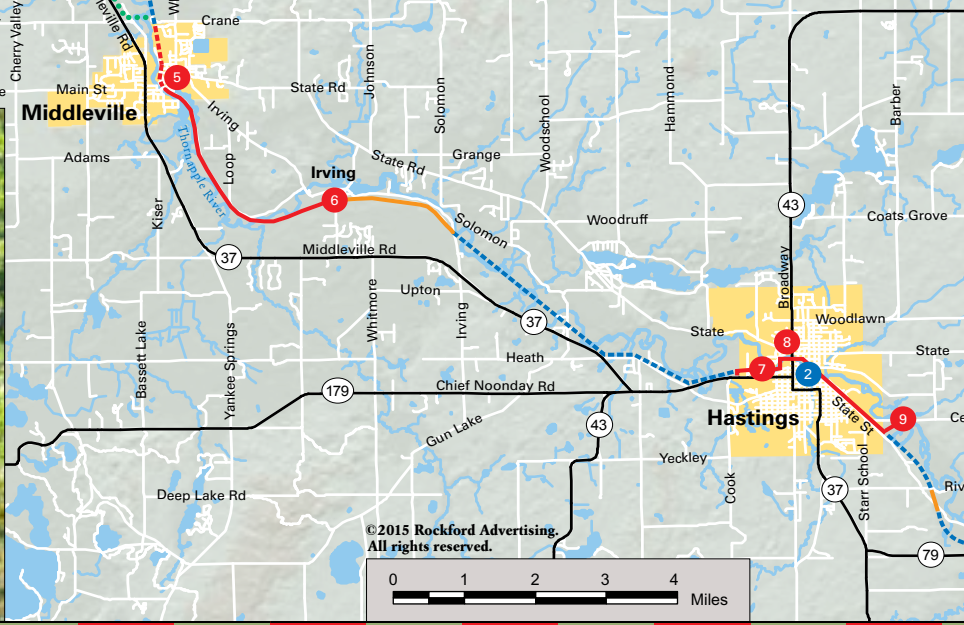 Cherry Valley
Crane
5
Main St
Middleville
Irving
State Rd
Johnson
Solomon
Woodschool
Hammond
Barber
Adams
Thornapple River
Loop
Irving
6
State Rd
Grange
Kiser
Solomon
Woodruff
43
Coats Grove
37
Middleville Rd
Upton
Whitmore
Irving
37
Broadway
Woodlawn
State
8
State
Bassett Lake
Yankee Springs
Heath
7
2
179
Chief Noonday Rd
Gun Lake
43
Hastings
State St
9
Yeckley
Cook
Starr School
37
Deep Lake Rd
79
©2015 Rockford Advertising.
All rights reserved.
0 1 2 3 4
Miles